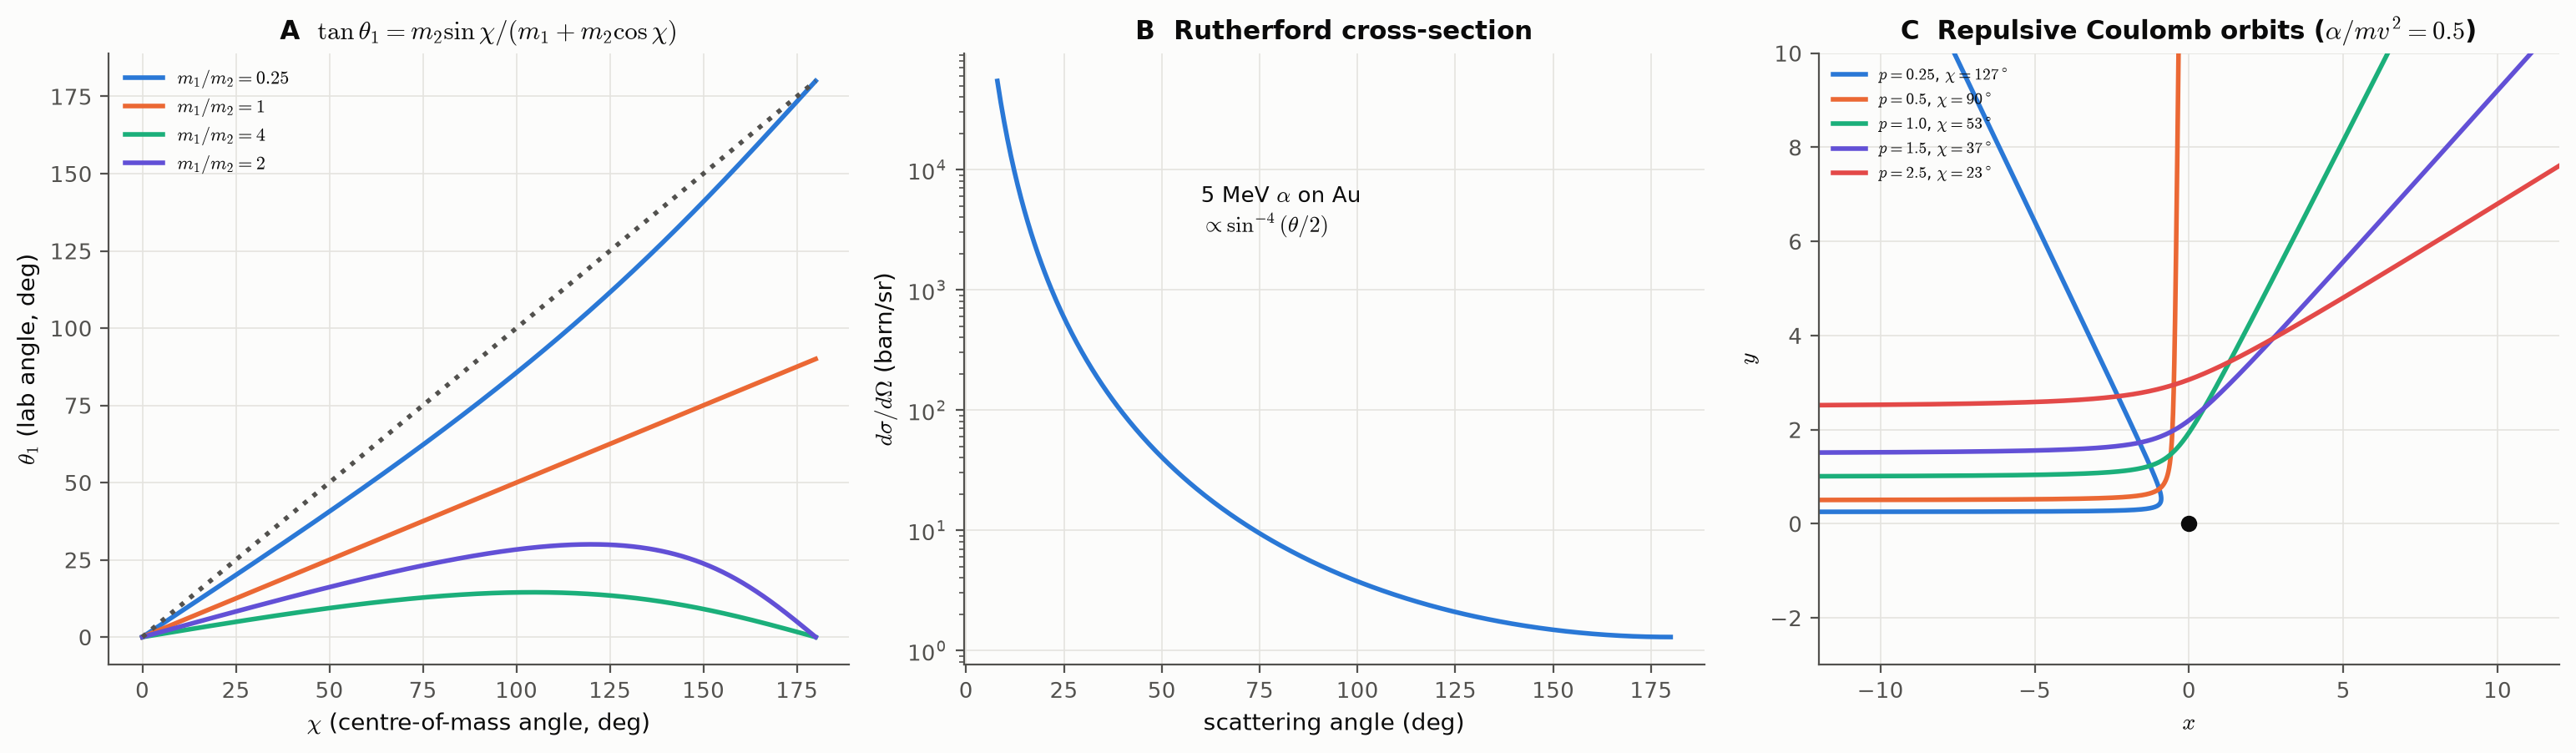 A tan θ₁ = m₂sin χ/(m₁ + m₂cos χ)
m₁/m₂ = 0.25
m₁/m₂ = 1
m₁/m₂ = 4
m₁/m₂ = 2
175
150
125
100
75
50
25
0
θ₁ (lab angle, deg)
0 25 50 75 100 125 150 175
χ (centre-of-mass angle, deg)
B Rutherford cross-section
5 MeV α on Au
∝ sin⁻⁴ (θ/2)
10⁴
10³
10²
10¹
10⁰
dσ/dΩ (barn/sr)
0 25 50 75 100 125 150 175
scattering angle (deg)
C Repulsive Coulomb orbits (α/mv² = 0.5)
p = 0.25, χ = 127°
p = 0.5, χ = 90°
p = 1.0, χ = 53°
p = 1.5, χ = 37°
p = 2.5, χ = 23°
10
8
6
4
2
0
−2
y
−10 −5 0 5 10
x